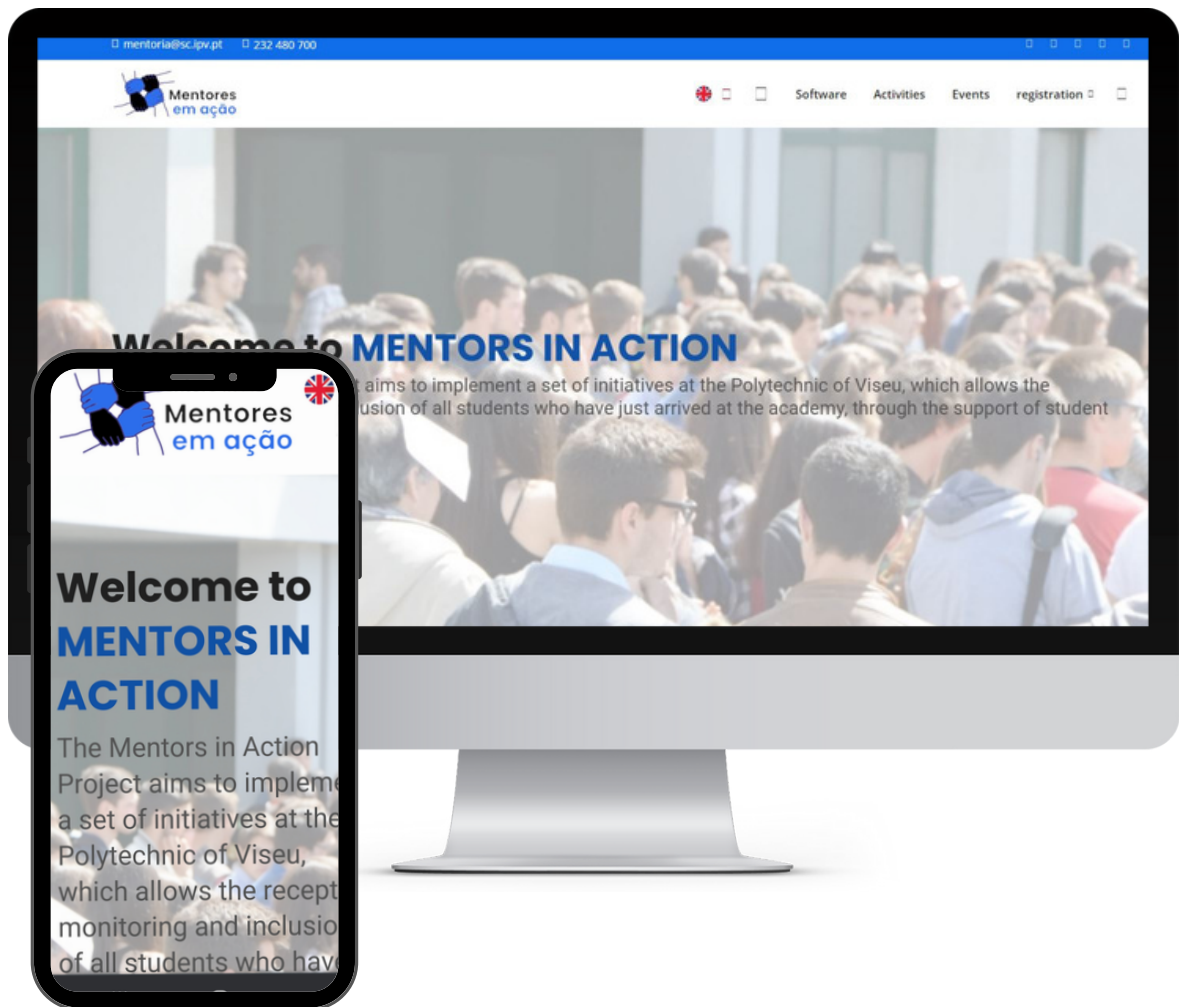 mentoria@sc.ipv.pt 232 480 700
Mentores
em ação
Software Activities Events registration
Welcome to MENTORS IN ACTION
aims to implement a set of initiatives at the Polytechnic of Viseu, which allows the
lusion of all students who have just arrived at the academy, through the support of student
Mentores
em ação
Welcome to
MENTORS IN
ACTION
The Mentors in Action
Project aims to impleme
a set of initiatives at the
Polytechnic of Viseu,
which allows the recept
monitoring and inclusio
of all students who have